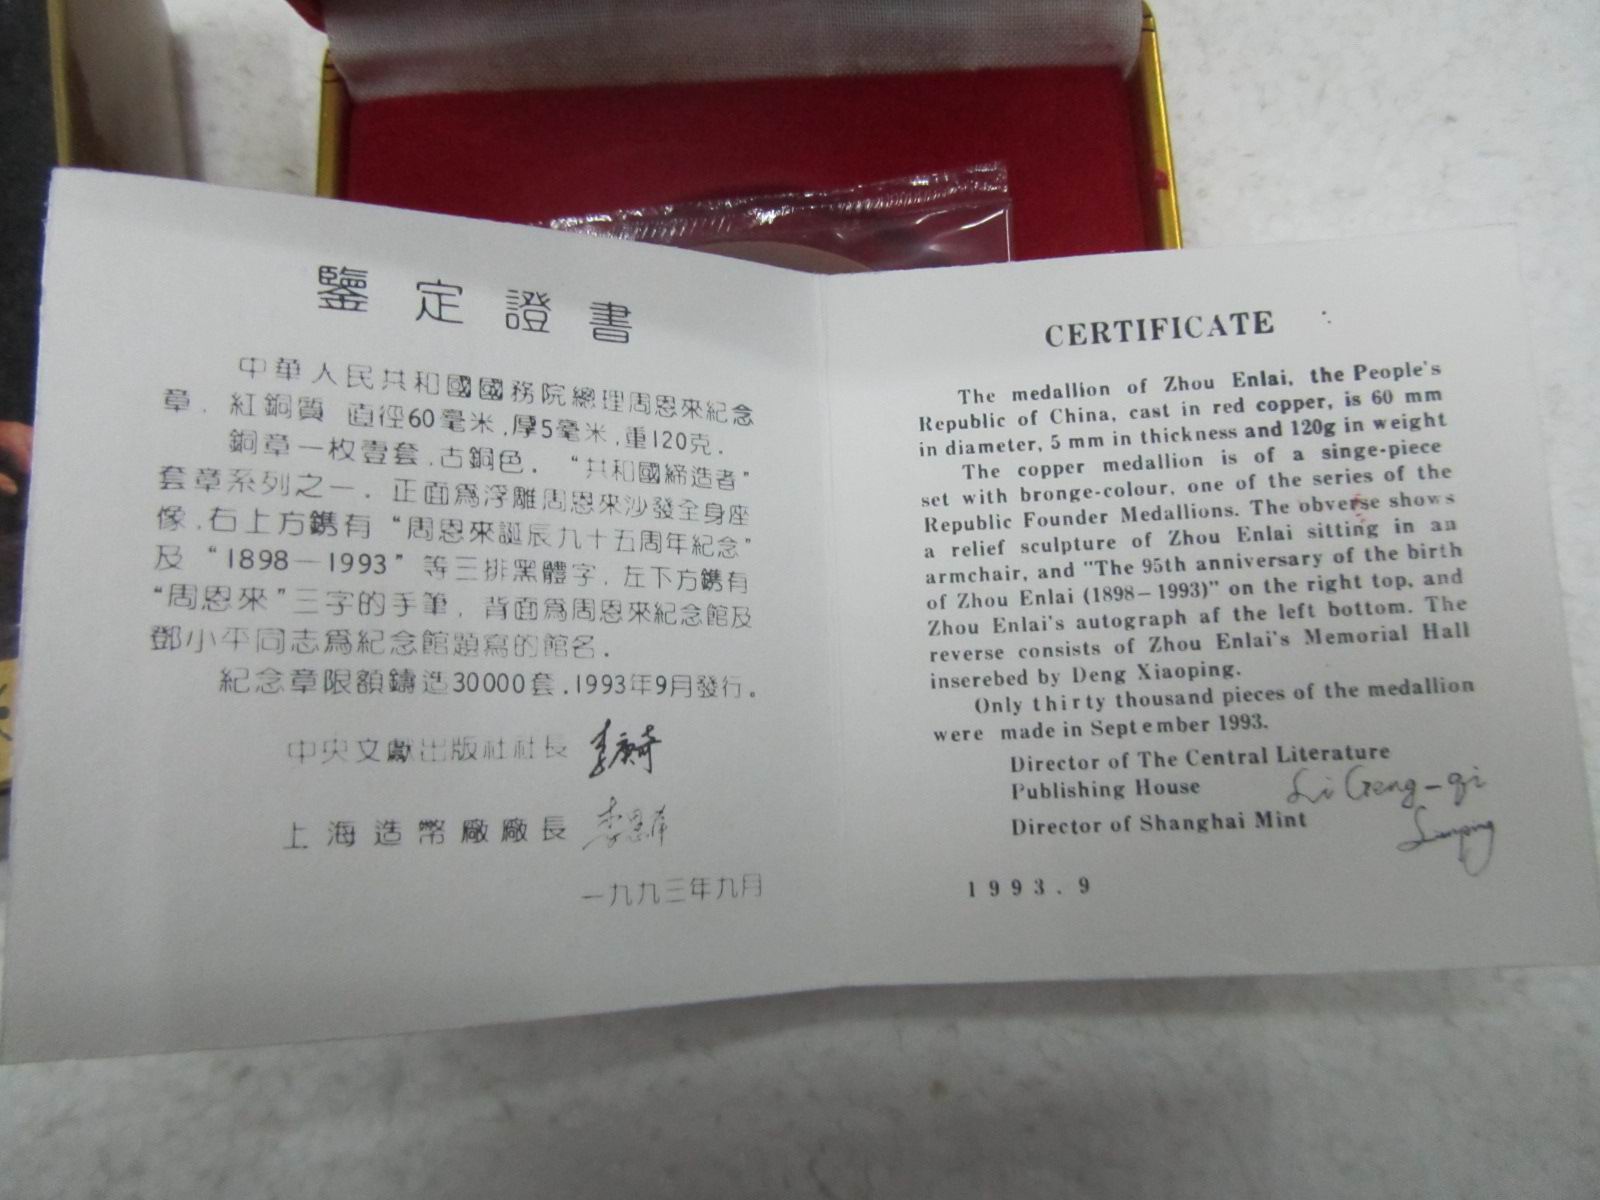 鑒定證書
中華人民共和國國務院總理周恩來紀念
章．紅銅質 直徑60毫米．厚5毫米．重120克．
銅章一枚壹套．古銅色．“共和國締造者”
套章系列之一．正面爲浮雕周恩來沙發全身座
像．右上方鐫有“周恩來誕辰九十五周年紀念”
及“1898－1993”等三排黑體字．左下方鐫有
“周恩來”三字的手筆．背面爲周恩來紀念館及
鄧小平同志爲紀念館題寫的館名．
紀念章限額鑄造30000套．1993年9月發行。
中央文獻出版社社長
上海造幣廠廠長
一九九三年九月
CERTIFICATE
The medallion of Zhou Enlai, the People's
Republic of China, cast in red copper, is 60 mm
in diameter, 5 mm in thickness and 120g in weight
The copper medallion is of a singe-piece
set with bronge-colour, one of the series of the
Republic Founder Medallions. The obverse shows
a relief sculpture of Zhou Enlai sitting in an
armchair, and "The 95th anniversary of the birth
of Zhou Enlai (1898－1993)" on the right top, and
Zhou Enlai's autograph af the left bottom. The
reverse consists of Zhou Enlai's Memorial Hall
inserebed by Deng Xiaoping.
Only thirty thousand pieces of the medallion
were made in September 1993.
Director of The Central Literature
Publishing House Li Geng-qi
Director of Shanghai Mint
1993.9